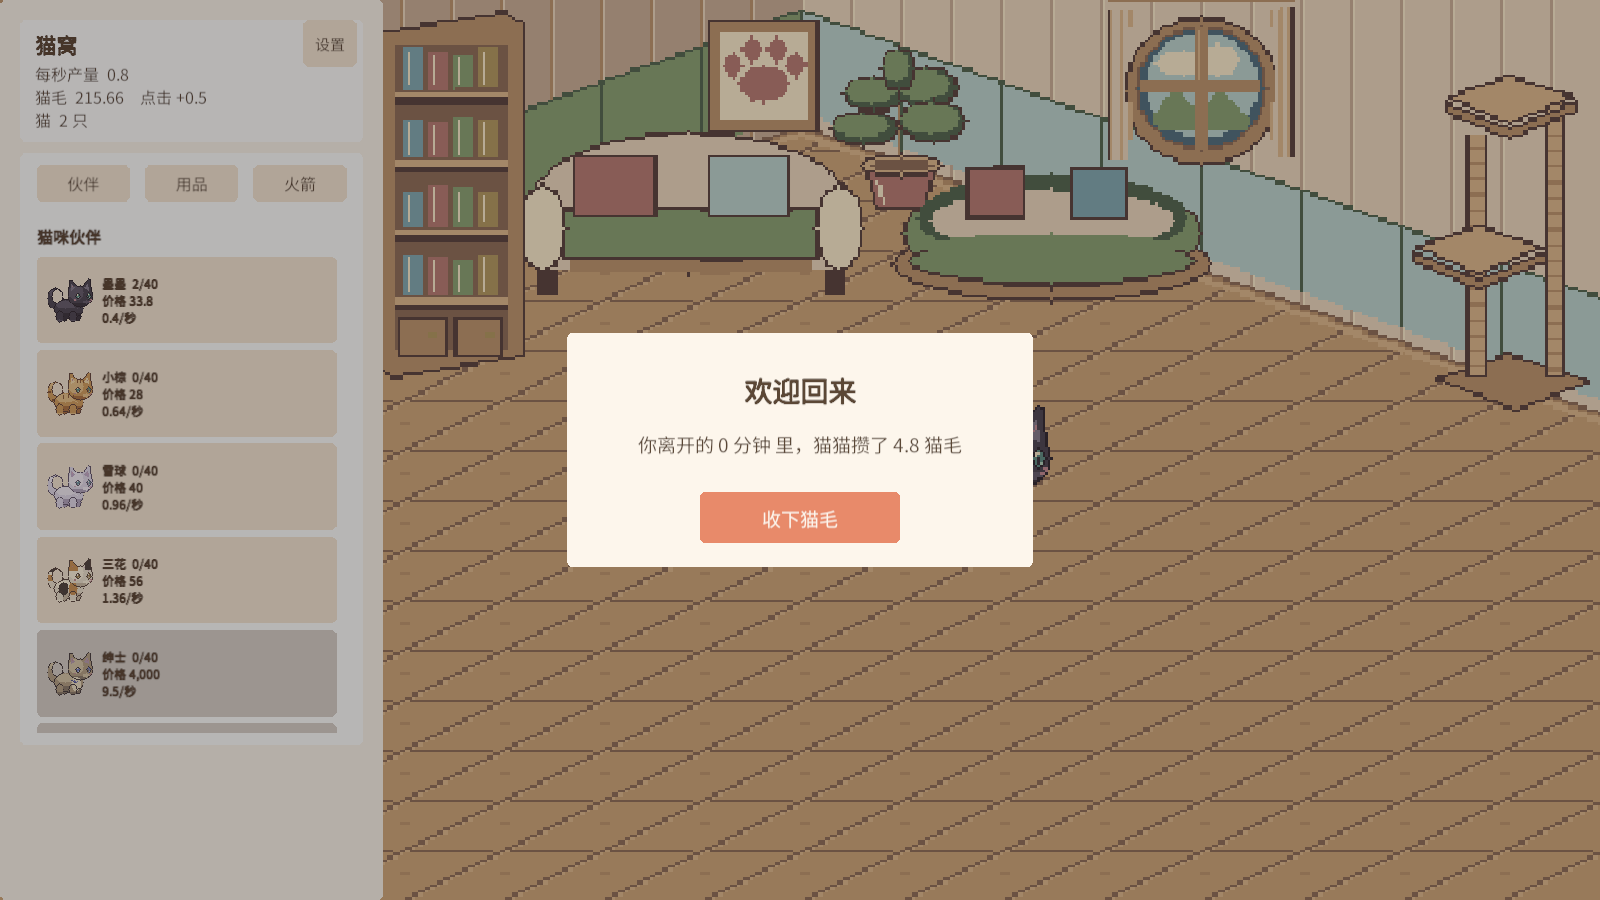 猫窝
设置
每秒产量 0.8
猫毛 215.66 点击 +0.5
猫 2 只
伙伴
用品
火箭
猫咪伙伴
墨墨 2/40
价格 33.8
0.4/秒
小棕 0/40
价格 28
0.64/秒
雪球 0/40
价格 40
0.96/秒
三花 0/40
价格 56
1.36/秒
绅士 0/40
价格 4,000
9.5/秒
欢迎回来
你离开的 0 分钟 里，猫猫攒了 4.8 猫毛
收下猫毛